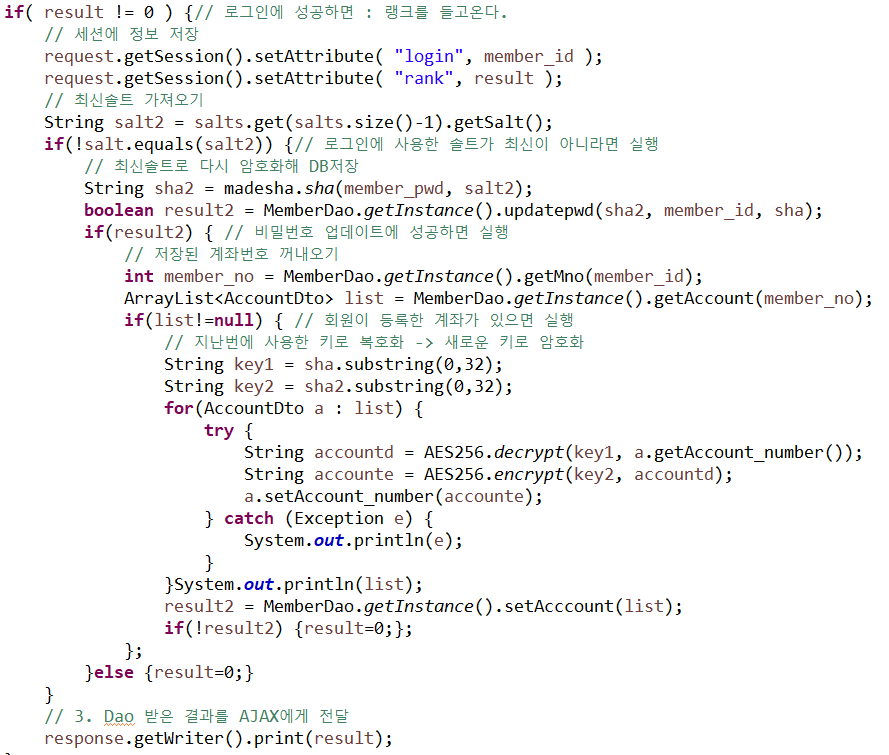 if( result != 0 ) {// 로그인에 성공하면 : 랭크를 들고온다.
// 세션에 정보 저장
request.getSession().setAttribute( "login", member_id );
request.getSession().setAttribute( "rank", result );
// 최신솔트 가져오기
String salt2 = salts.get(salts.size()-1).getSalt();
if(!salt.equals(salt2)) {// 로그인에 사용한 솔트가 최신이 아니라면 실행
// 최신솔트로 다시 암호화해 DB저장
String sha2 = madesha.sha(member_pwd, salt2);
boolean result2 = MemberDao.getInstance().updatepwd(sha2, member_id, sha);
if(result2) { // 비밀번호 업데이트에 성공하면 실행
// 저장된 계좌번호 꺼내오기
int member_no = MemberDao.getInstance().getMno(member_id);
ArrayList<AccountDto> list = MemberDao.getInstance().getAccount(member_no);
if(list!=null) { // 회원이 등록한 계좌가 있으면 실행
// 지난번에 사용한 키로 복호화 -> 새로운 키로 암호화
String key1 = sha.substring(0,32);
String key2 = sha2.substring(0,32);
for(AccountDto a : list) {
try {
String accountd = AES256.decrypt(key1, a.getAccount_number());
String accounte = AES256.encrypt(key2, accountd);
a.setAccount_number(accounte);
} catch (Exception e) {
System.out.println(e);
}
}System.out.println(list);
result2 = MemberDao.getInstance().setAcccount(list);
if(!result2) {result=0;};
};
}else {result=0;}
}
// 3. Dao 받은 결과를 AJAX에게 전달
response.getWriter().print(result);